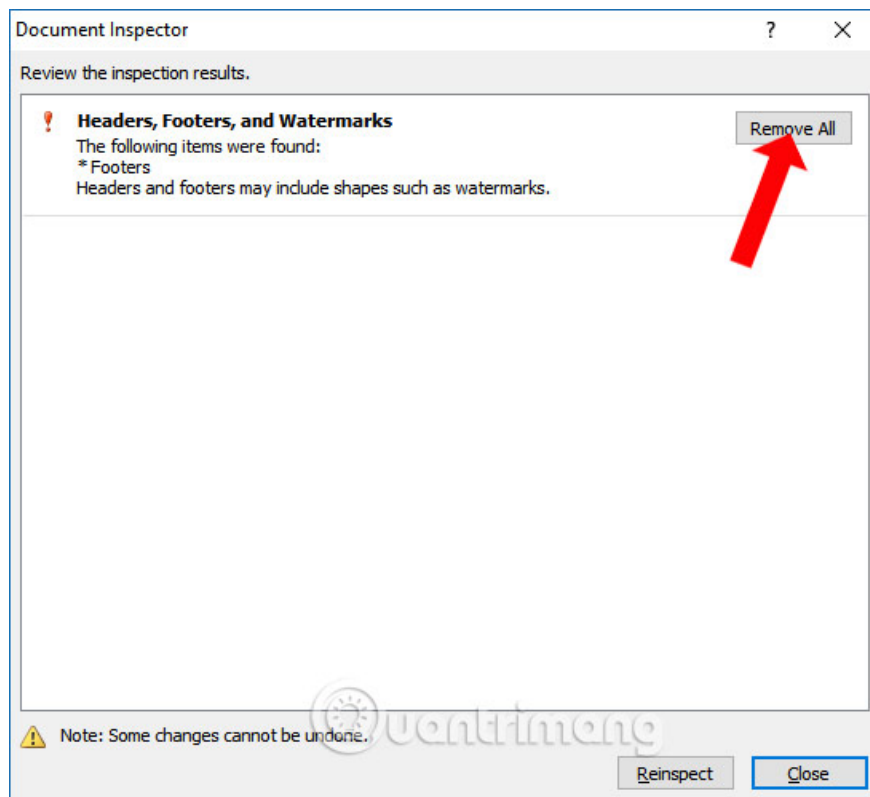 Document Inspector
Review the inspection results.
Headers, Footers, and Watermarks
Remove All
The following items were found:
* Footers
Headers and footers may include shapes such as watermarks.
Note: Some changes cannot be undone.
uantrimang
Reinspect
Close